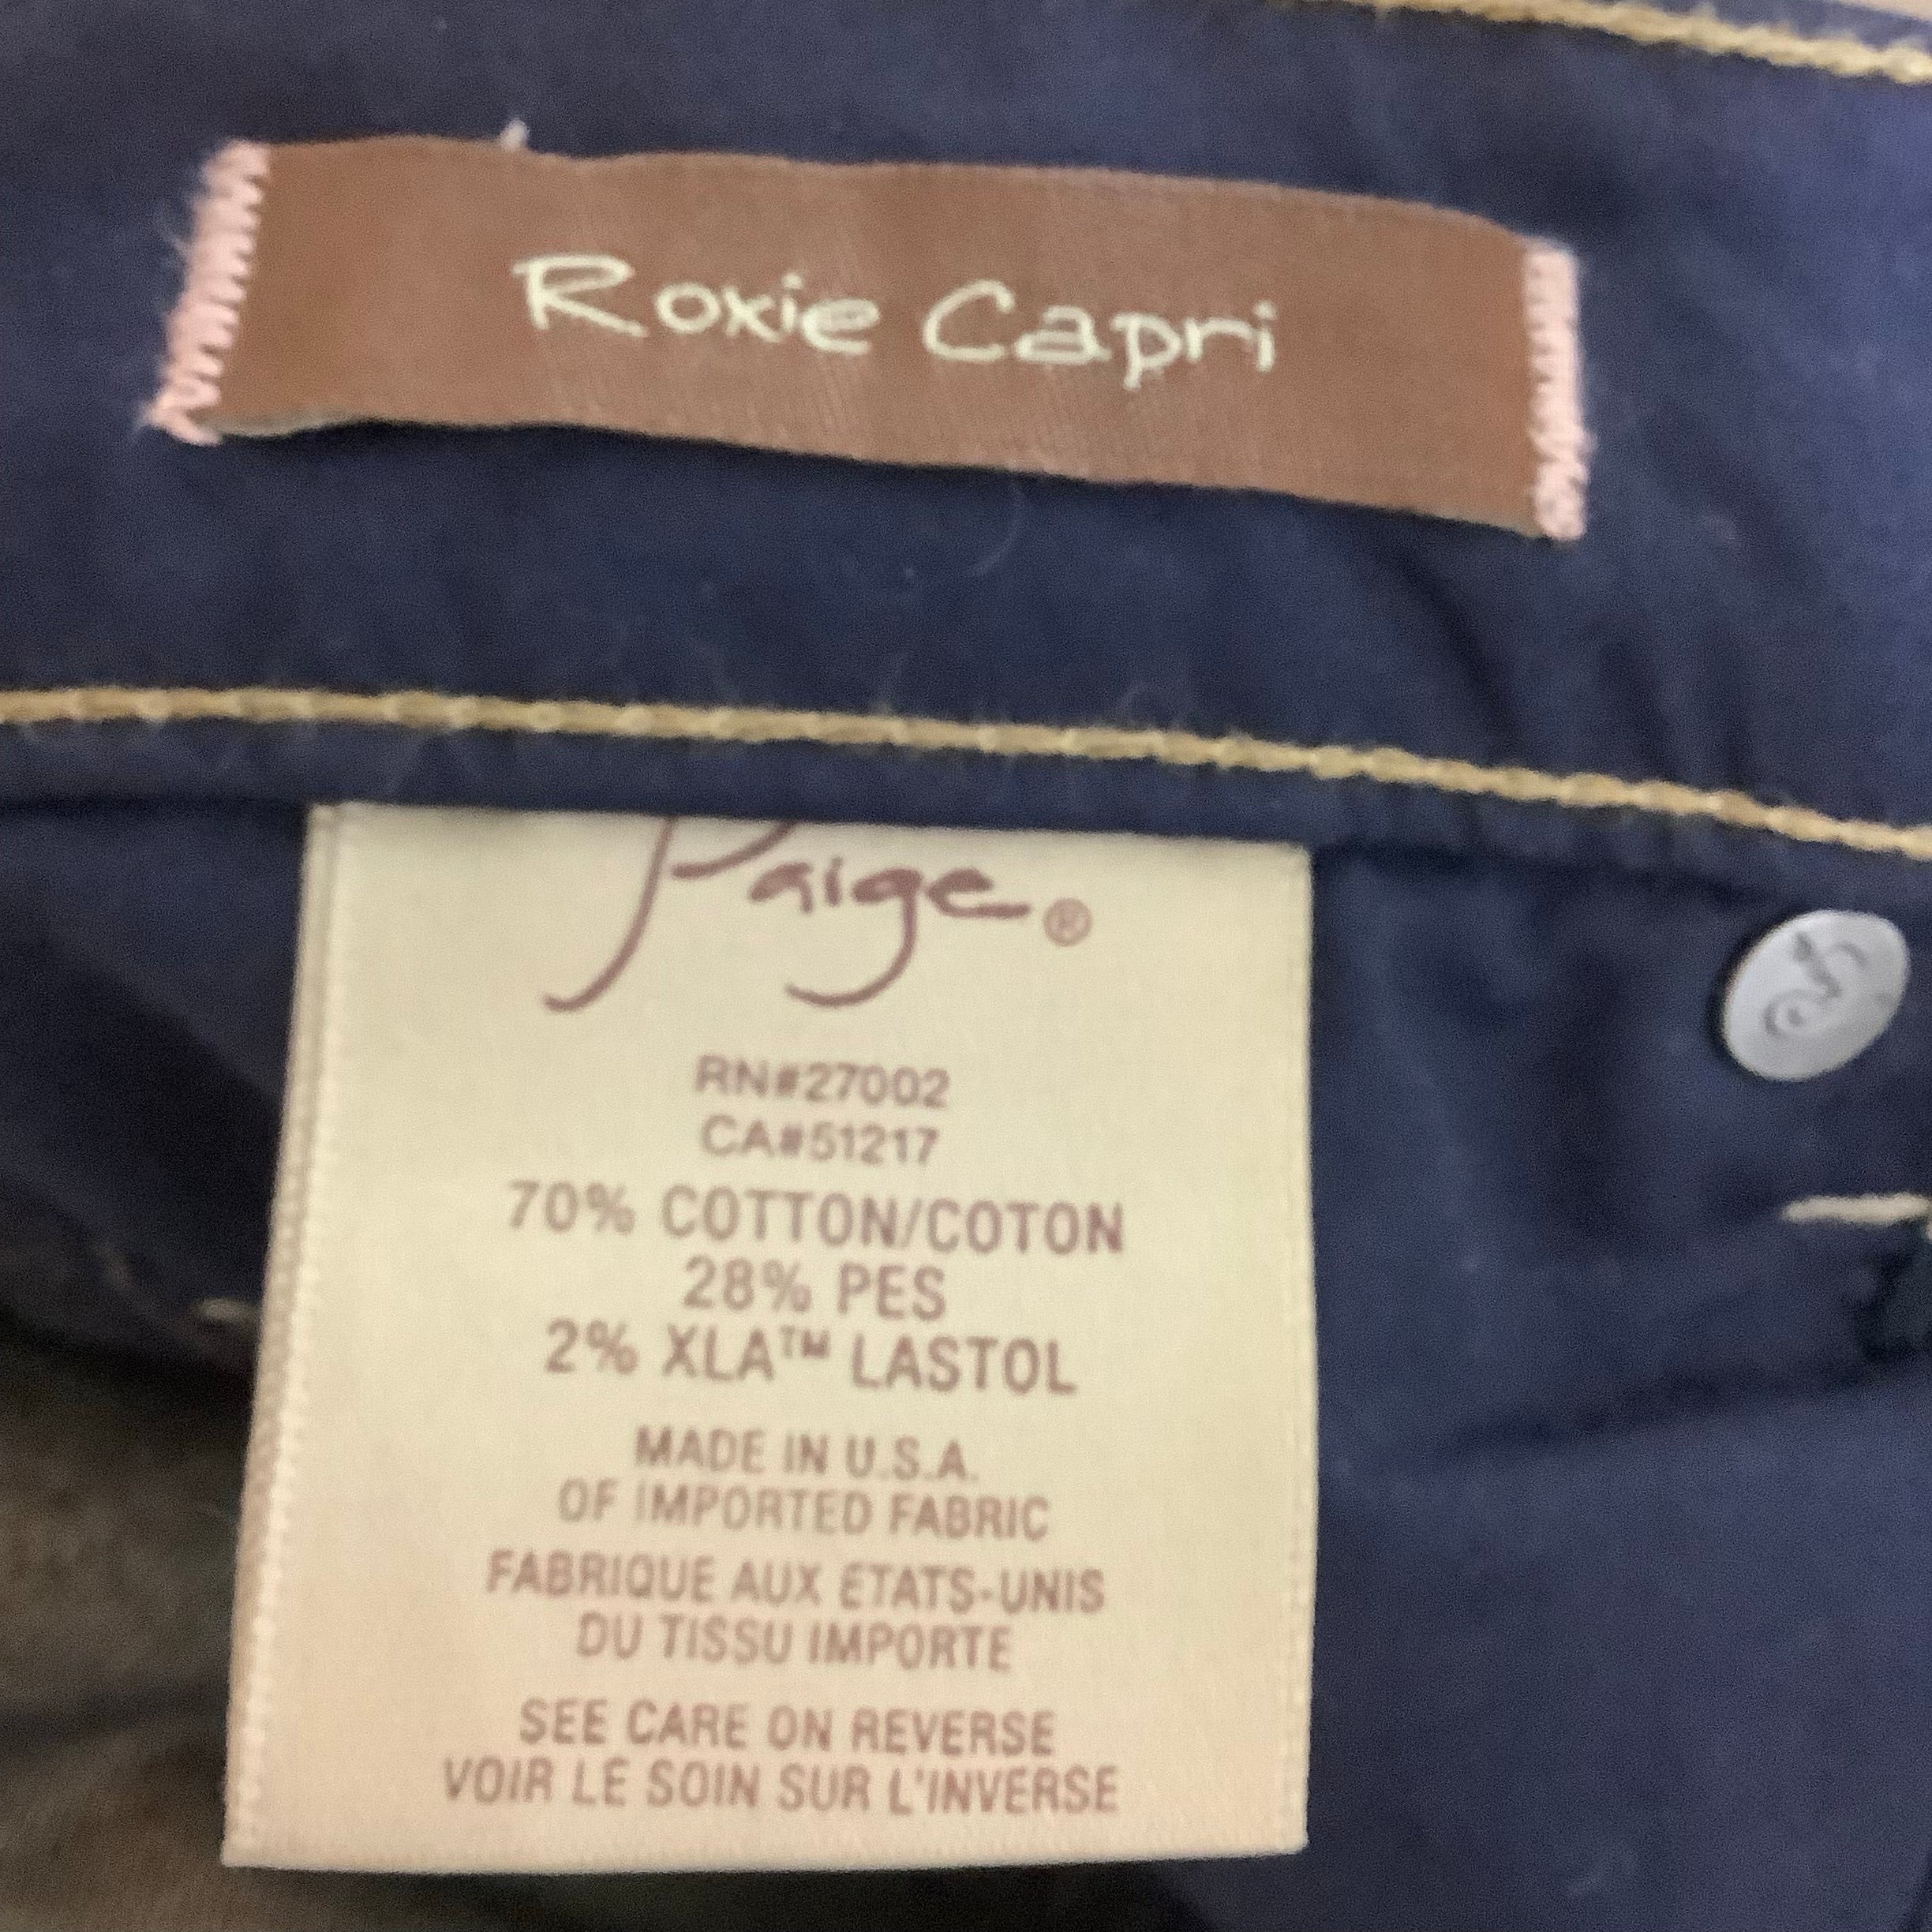 Roxie Capri
Paige®
RN#27002
CA#51217
70% COTTON/COTON
28% PES
2% XLA™ LASTOL
MADE IN U.S.A.
OF IMPORTED FABRIC
FABRIQUE AUX ETATS-UNIS
DU TISSU IMPORTE
SEE CARE ON REVERSE
VOIR LE SOIN SUR L'INVERSE